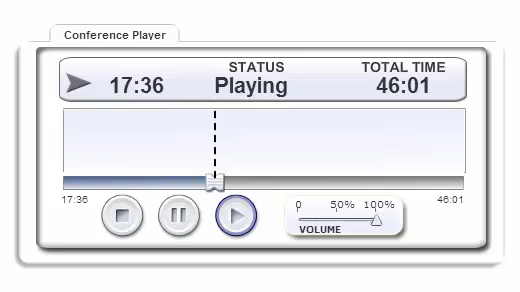 Conference Player
STATUS TOTAL TIME
17:36 Playing 46:01
17:36 46:01
0 50% 100%
VOLUME